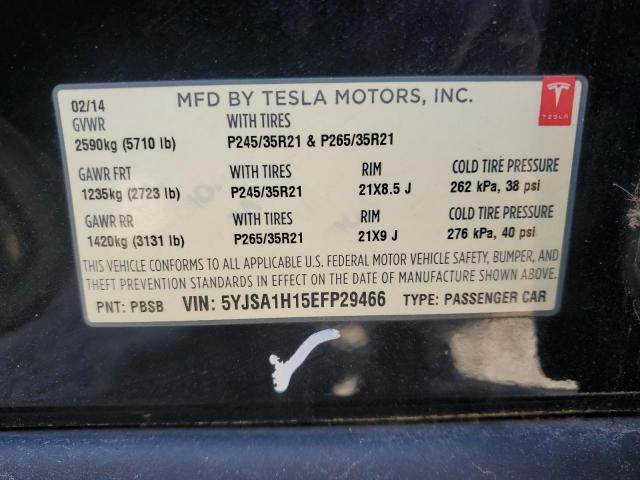 02/14
MFD BY TESLA MOTORS, INC.
TESLA
GVWR WITH TIRES
2590kg (5710 lb) P245/35R21 & P265/35R21
GAWR FRT WITH TIRES RIM COLD TIRE PRESSURE
1235kg (2723 lb) P245/35R21 21X8.5 J 262 kPa, 38 psi
GAWR RR WITH TIRES RIM COLD TIRE PRESSURE
1420kg (3131 lb) P265/35R21 21X9 J 276 kPa, 40 psi
THIS VEHICLE CONFORMS TO ALL APPLICABLE U.S. FEDERAL MOTOR VEHICLE SAFETY, BUMPER, AND
THEFT PREVENTION STANDARDS IN EFFECT ON THE DATE OF MANUFACTURE SHOWN ABOVE.
PNT: PBSB VIN: 5YJSA1H15EFP29466 TYPE: PASSENGER CAR